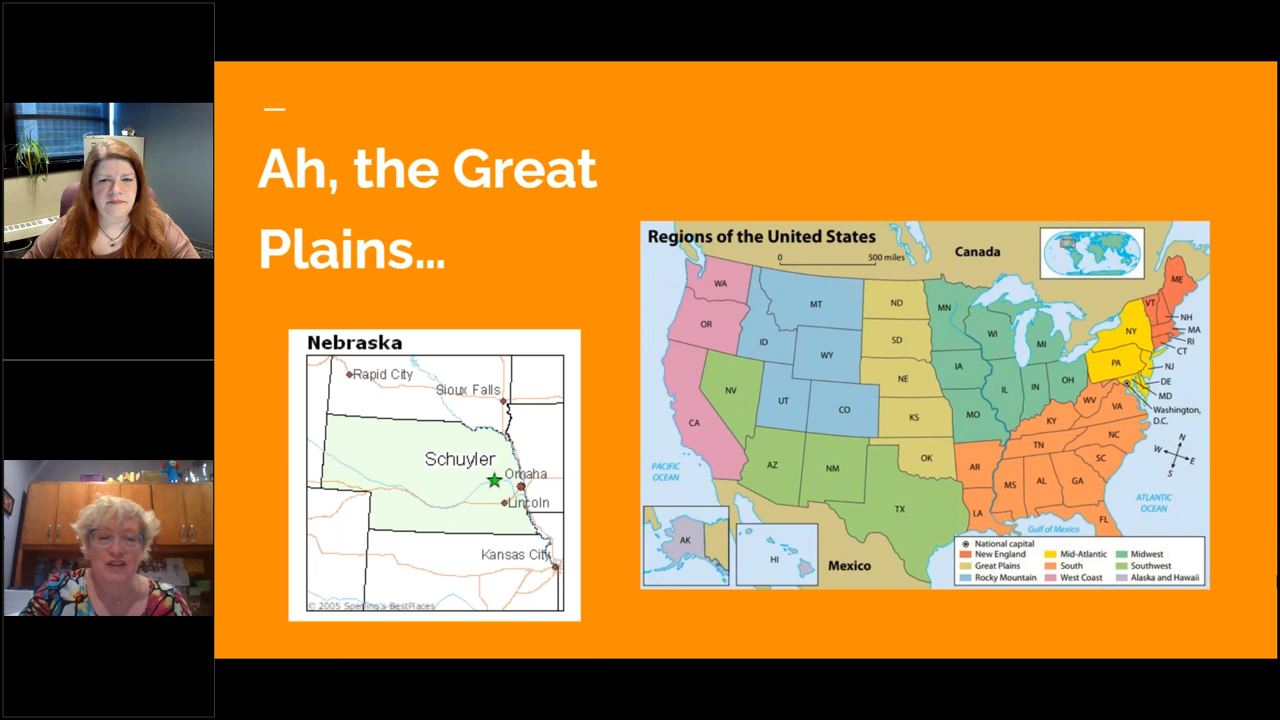 Ah, the Great
Plains...
Nebraska
Rapid City
Sioux Falls
Schuyler
Omaha
Lincoln
Kansas City
© 2005 Sperling's BestPlaces
Regions of the United States
0 500 miles
Canada
WA
OR
CA
NV
ID
MT
WY
UT
CO
AZ
NM
ND
SD
NE
KS
OK
TX
MN
IA
MO
WI
IL
MI
IN
OH
AR
LA
MS
AL
GA
FL
TN
KY
SC
NC
VA
WV
PA
NY
VT
ME
NH
MA
RI
CT
NJ
DE
MD
Washington,
D.C.
N
W E
S
PACIFIC
OCEAN
ATLANTIC
OCEAN
Gulf of Mexico
Mexico
AK
HI
National capital
New England Mid-Atlantic Midwest
Great Plains South Southwest
Rocky Mountain West Coast Alaska and Hawaii